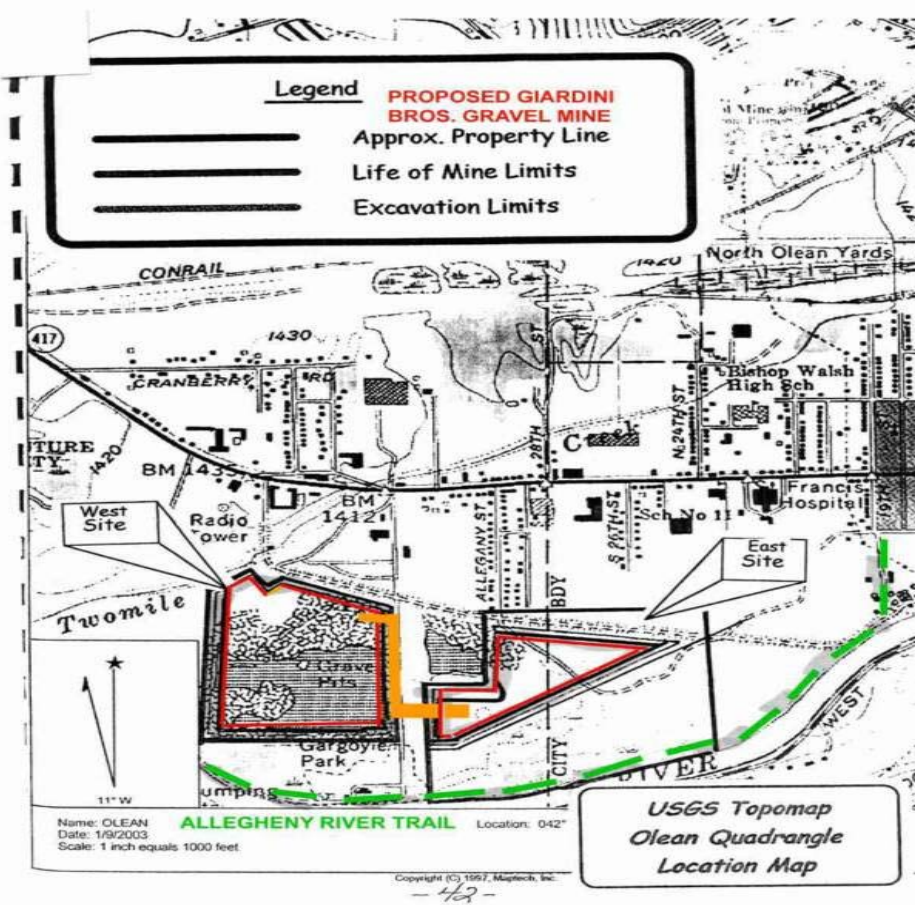 Legend
PROPOSED GIARDINI
BROS. GRAVEL MINE
Approx. Property Line
Life of Mine Limits
Excavation Limits
North Olean Yards
1420
CONRAIL
417
1430
CRANBERRY RD
28TH ST
N 24TH ST
Bishop Walsh
High Sch
1420
BM 1435
BM
1412
Radio
Tower
West
Site
ALLEGANY ST
S 26TH ST
Sch No 11
Francis
Hospital
19TH
East
Site
BDY
Twomile
Gravel
Pits
Gargoyle
Park
CITY
RIVER
WEST
umping
11° W
Name: OLEAN
Date: 1/9/2003
Scale: 1 inch equals 1000 feet
ALLEGHENY RIVER TRAIL
Location: 042°
USGS Topomap
Olean Quadrangle
Location Map
Copyright (C) 1997, Maptech, Inc.
-42-